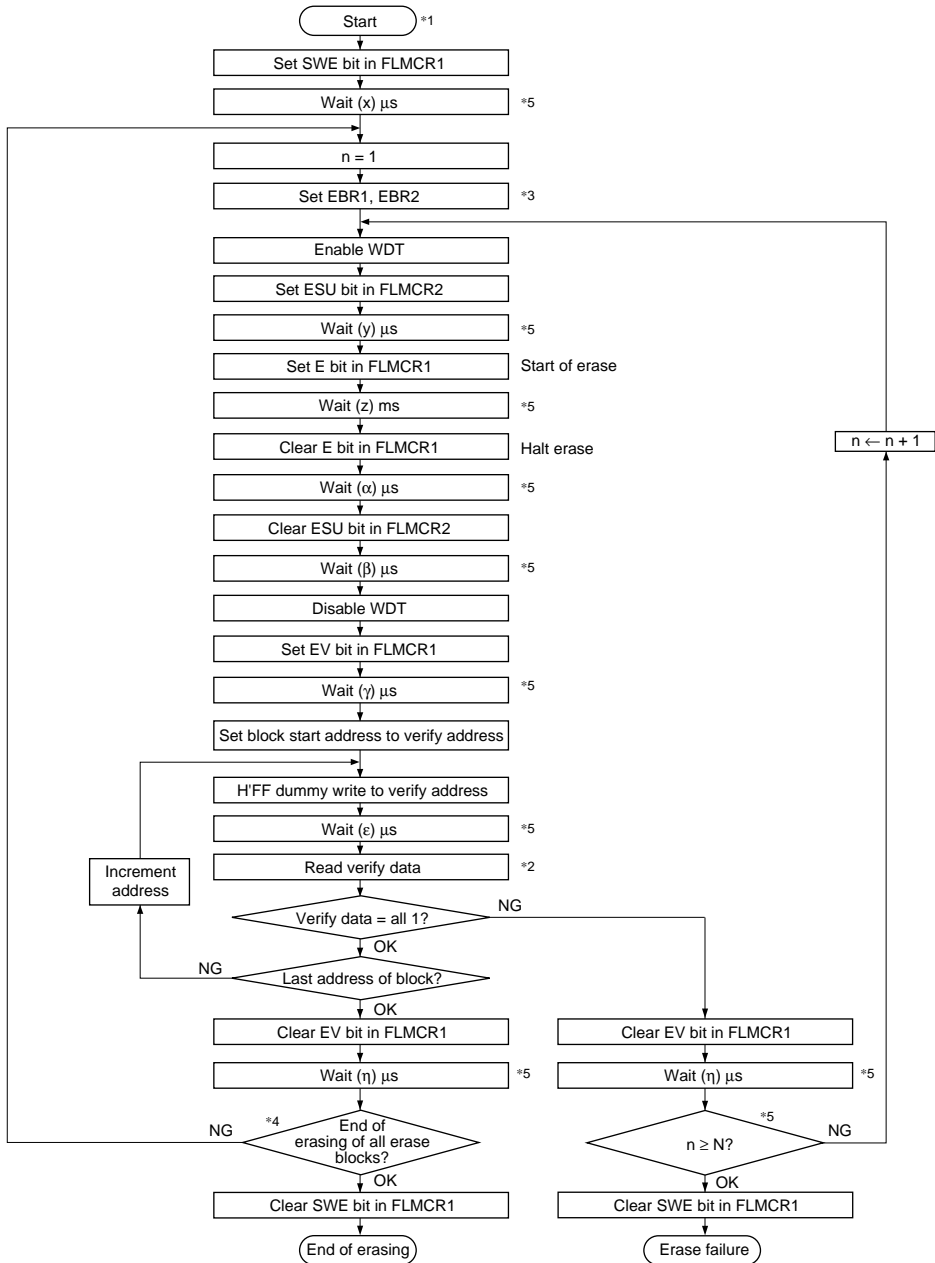 Start *1
Set SWE bit in FLMCR1
Wait (x) μs *5
n = 1
Set EBR1, EBR2 *3
Enable WDT
Set ESU bit in FLMCR2
Wait (y) μs *5
Set E bit in FLMCR1 Start of erase
Wait (z) ms *5
n ← n + 1
Clear E bit in FLMCR1 Halt erase
Wait (α) μs *5
Clear ESU bit in FLMCR2
Wait (β) μs *5
Disable WDT
Set EV bit in FLMCR1
Wait (γ) μs *5
Set block start address to verify address
H'FF dummy write to verify address
Wait (ε) μs *5
Increment
address
Read verify data *2
Verify data = all 1? NG
OK
NG Last address of block?
OK
Clear EV bit in FLMCR1
Wait (η) μs *5
NG *4 End of
erasing of all erase
blocks?
OK
Clear SWE bit in FLMCR1
End of erasing
Clear EV bit in FLMCR1
Wait (η) μs *5
n ≥ N? *5 NG
OK
Clear SWE bit in FLMCR1
Erase failure